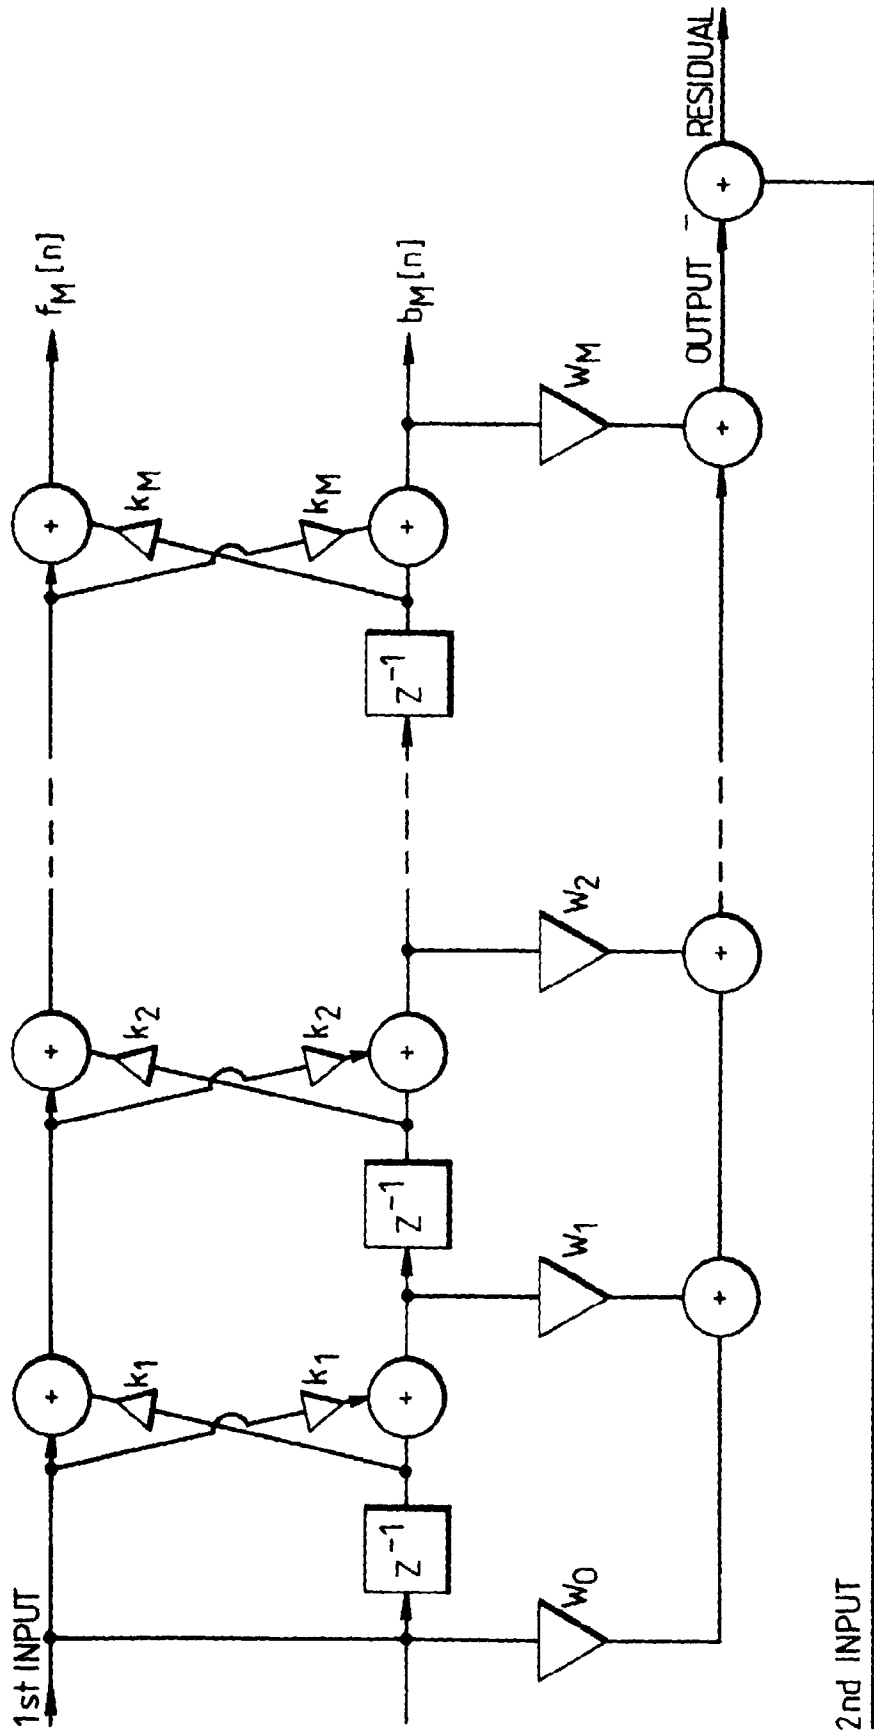 1st INPUT
k1
k1
k2
k2
kM
kM
fM[n]
z−1
z−1
z−1
bM[n]
W0
W1
W2
WM
+
+
+
+
+
+
+
+
+
+
OUTPUT
−
RESIDUAL
2nd INPUT